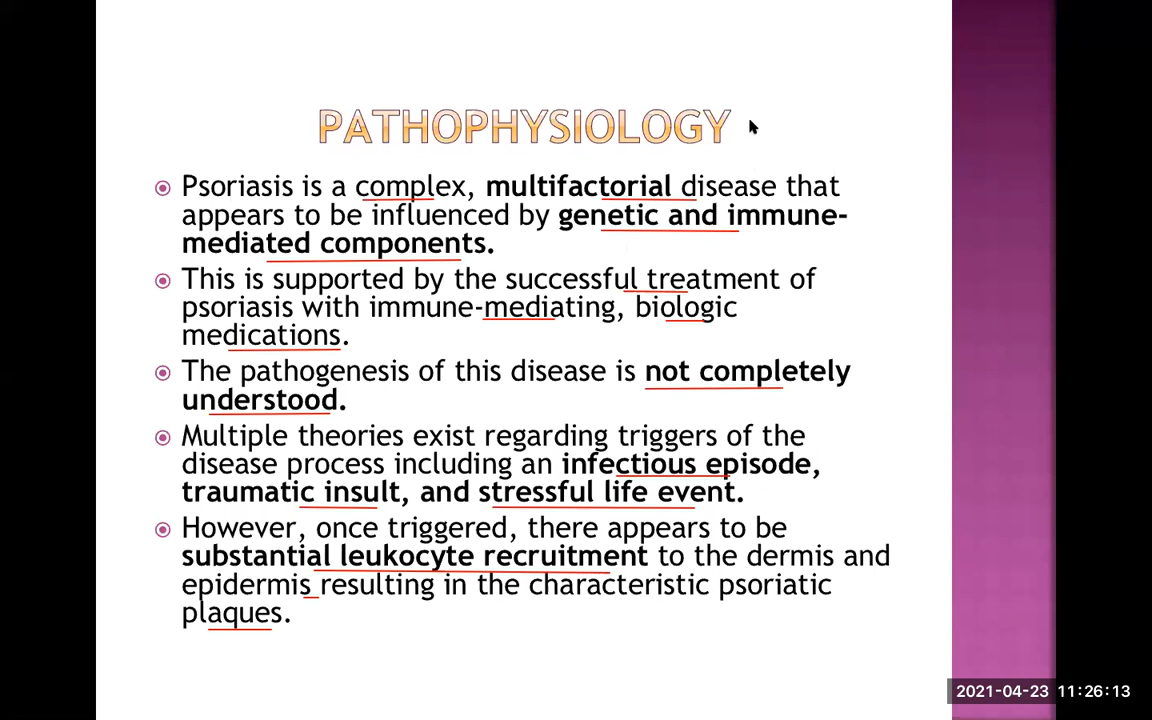 PATHOPHYSIOLOGY
Psoriasis is a complex, multifactorial disease that
appears to be influenced by genetic and immune-
mediated components.
This is supported by the successful treatment of
psoriasis with immune-mediating, biologic
medications.
The pathogenesis of this disease is not completely
understood.
Multiple theories exist regarding triggers of the
disease process including an infectious episode,
traumatic insult, and stressful life event.
However, once triggered, there appears to be
substantial leukocyte recruitment to the dermis and
epidermis resulting in the characteristic psoriatic
plaques.
2021-04-23 11:26:13